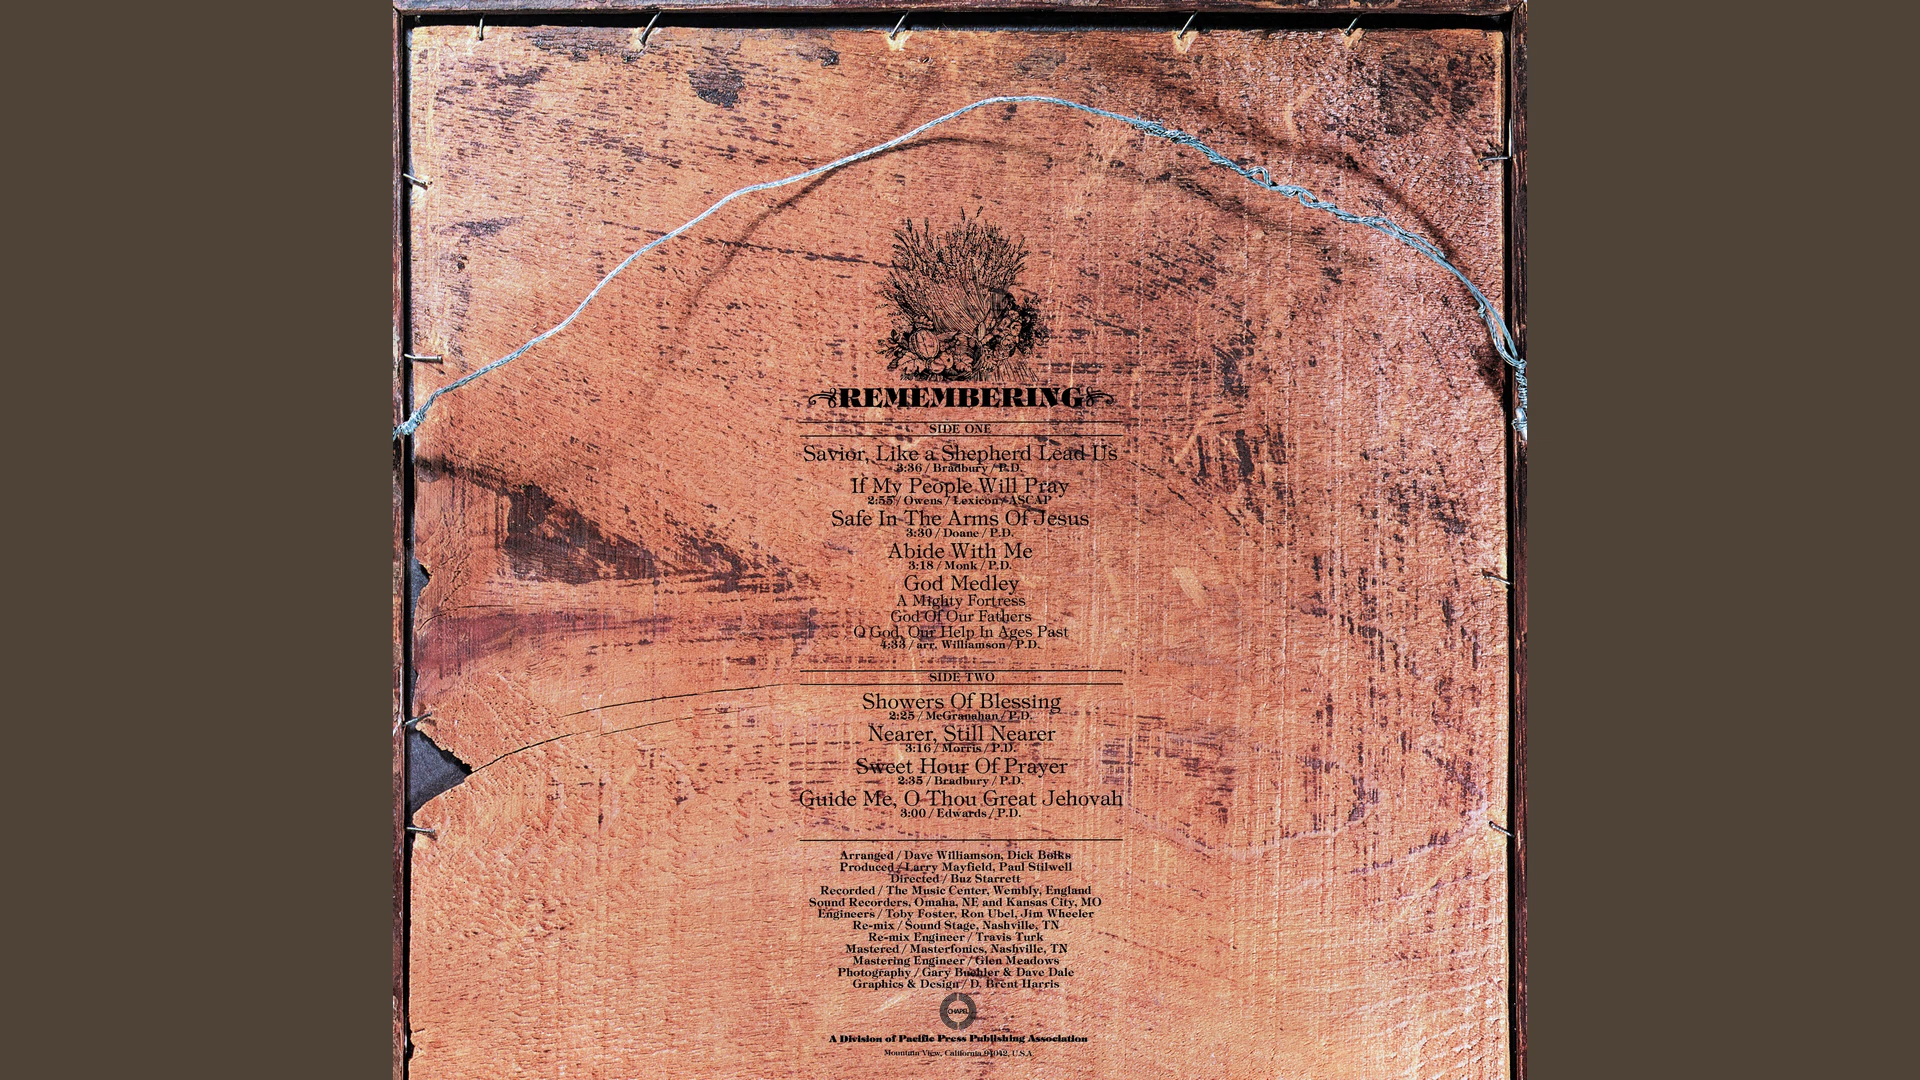 REMEMBERING
SIDE ONE
Savior, Like a Shepherd Lead Us
3:36 / Bradbury / P.D.
If My People Will Pray
2:55 / Owens / Lexicon / ASCAP
Safe In The Arms Of Jesus
3:30 / Doane / P.D.
Abide With Me
3:18 / Monk / P.D.
God Medley
A Mighty Fortress
God Of Our Fathers
O God, Our Help In Ages Past
4:33 / arr. Williamson / P.D.
SIDE TWO
Showers Of Blessing
2:25 / McGranahan / P.D.
Nearer, Still Nearer
3:16 / Morris / P.D.
Sweet Hour Of Prayer
2:35 / Bradbury / P.D.
Guide Me, O Thou Great Jehovah
3:00 / Edwards / P.D.
Arranged / Dave Williamson, Dick Bolks
Produced / Larry Mayfield, Paul Stilwell
Directed / Buz Starrett
Recorded / The Music Center, Wembly, England
Sound Recorders, Omaha, NE and Kansas City, MO
Engineers / Toby Foster, Ron Ubel, Jim Wheeler
Re-mix / Sound Stage, Nashville, TN
Re-mix Engineer / Travis Turk
Mastered / Masterfonics, Nashville, TN
Mastering Engineer / Glen Meadows
Photography / Gary Buehler & Dave Dale
Graphics & Design / D. Brent Harris
CHAPEL
A Division of Pacific Press Publishing Association
Mountain View, California 94042, U.S.A.